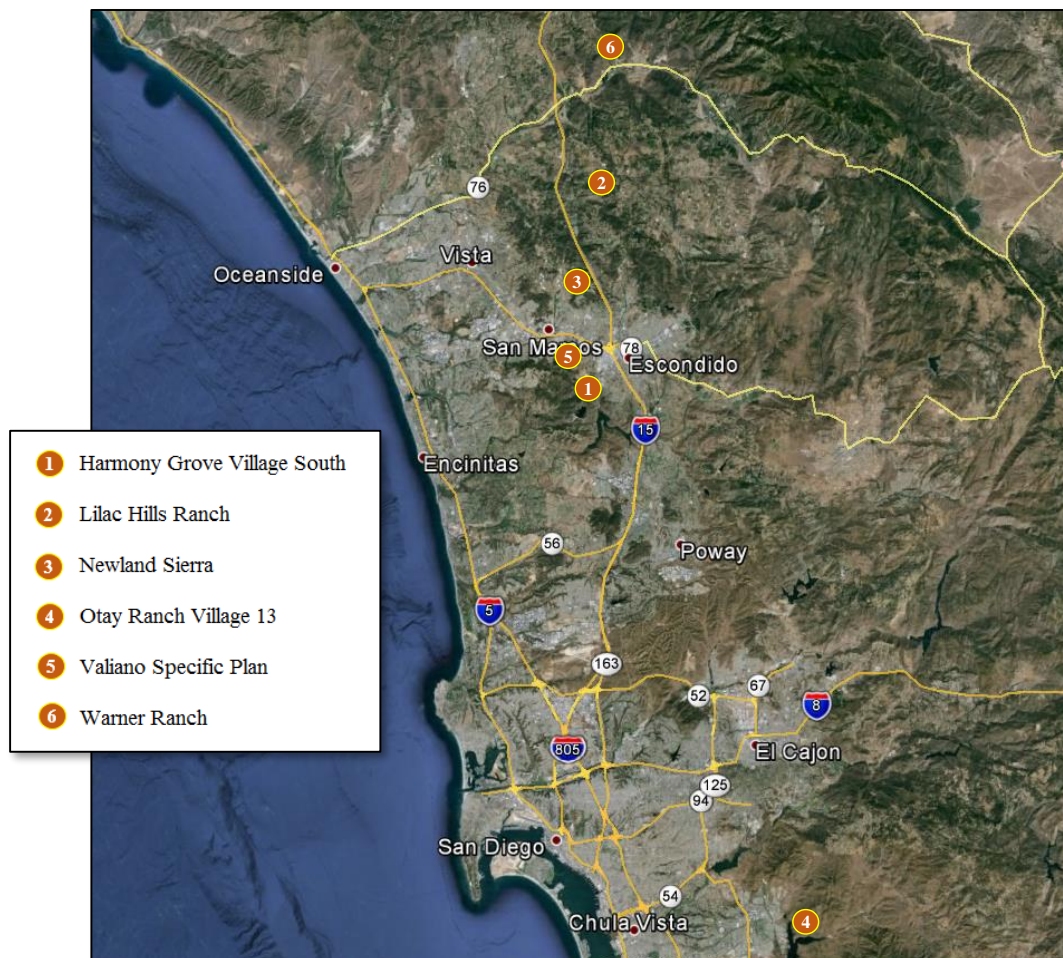 6
2
76
Vista
Oceanside
3
San Marcos
78
5
Escondido
1
15
Encinitas
1 Harmony Grove Village South
2 Lilac Hills Ranch
3 Newland Sierra
4 Otay Ranch Village 13
5 Valiano Specific Plan
6 Warner Ranch
56
Poway
5
163
52
67
8
805
El Cajon
125
94
San Diego
54
Chula Vista
4